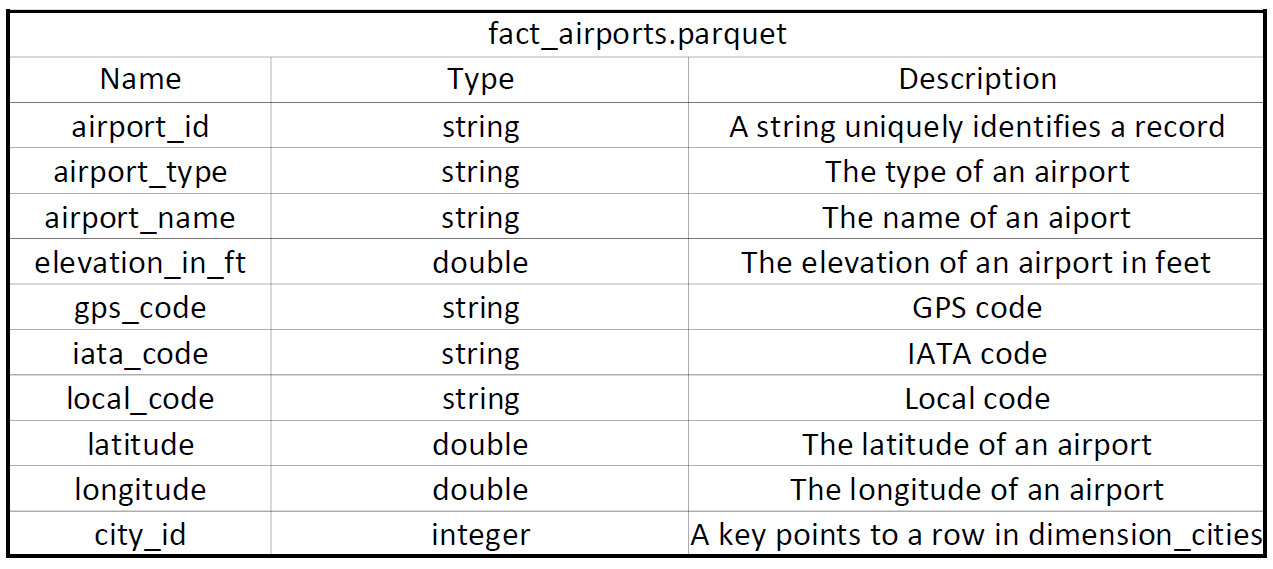 fact_airports.parquet
Name Type Description
airport_id string A string uniquely identifies a record
airport_type string The type of an airport
airport_name string The name of an aiport
elevation_in_ft double The elevation of an airport in feet
gps_code string GPS code
iata_code string IATA code
local_code string Local code
latitude double The latitude of an airport
longitude double The longitude of an airport
city_id integer A key points to a row in dimension_cities